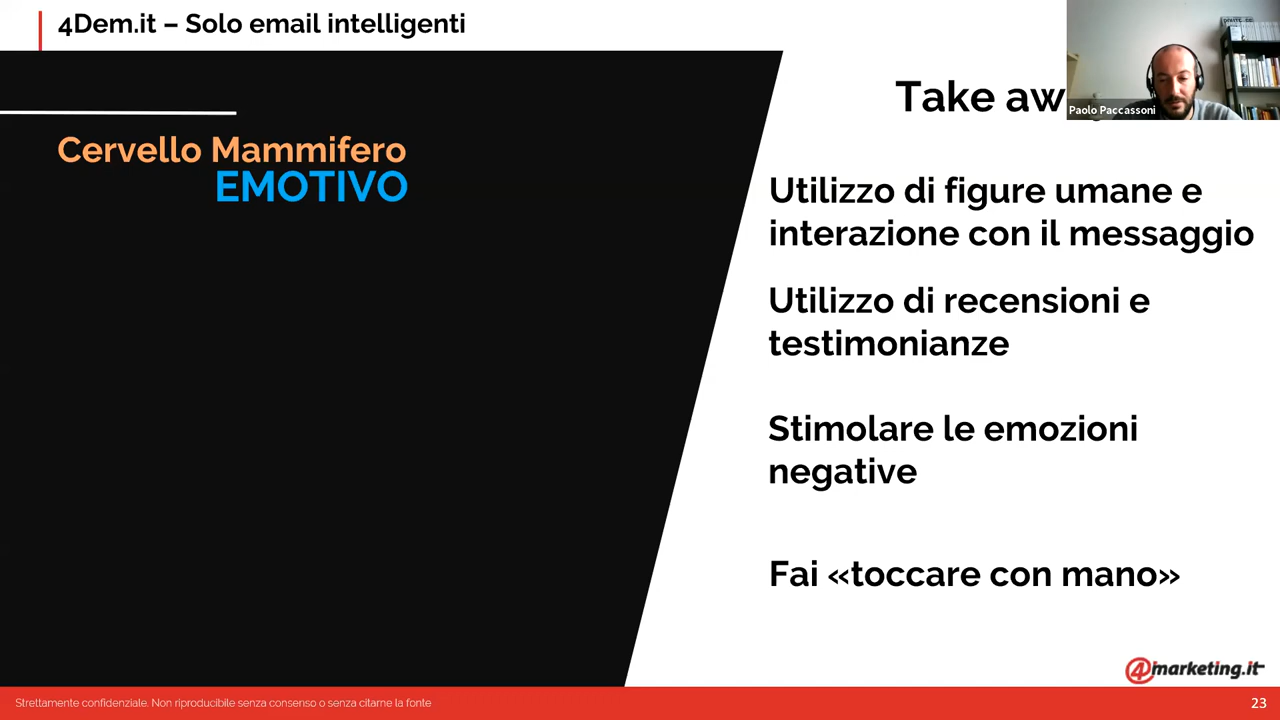 4Dem.it – Solo email intelligenti
Paolo Paccassoni
Cervello Mammifero
EMOTIVO
Take aw
Utilizzo di figure umane e
interazione con il messaggio
Utilizzo di recensioni e
testimonianze
Stimolare le emozioni
negative
Fai «toccare con mano»
4marketing.it
Strettamente confidenziale. Non riproducibile senza consenso o senza citarne la fonte
23